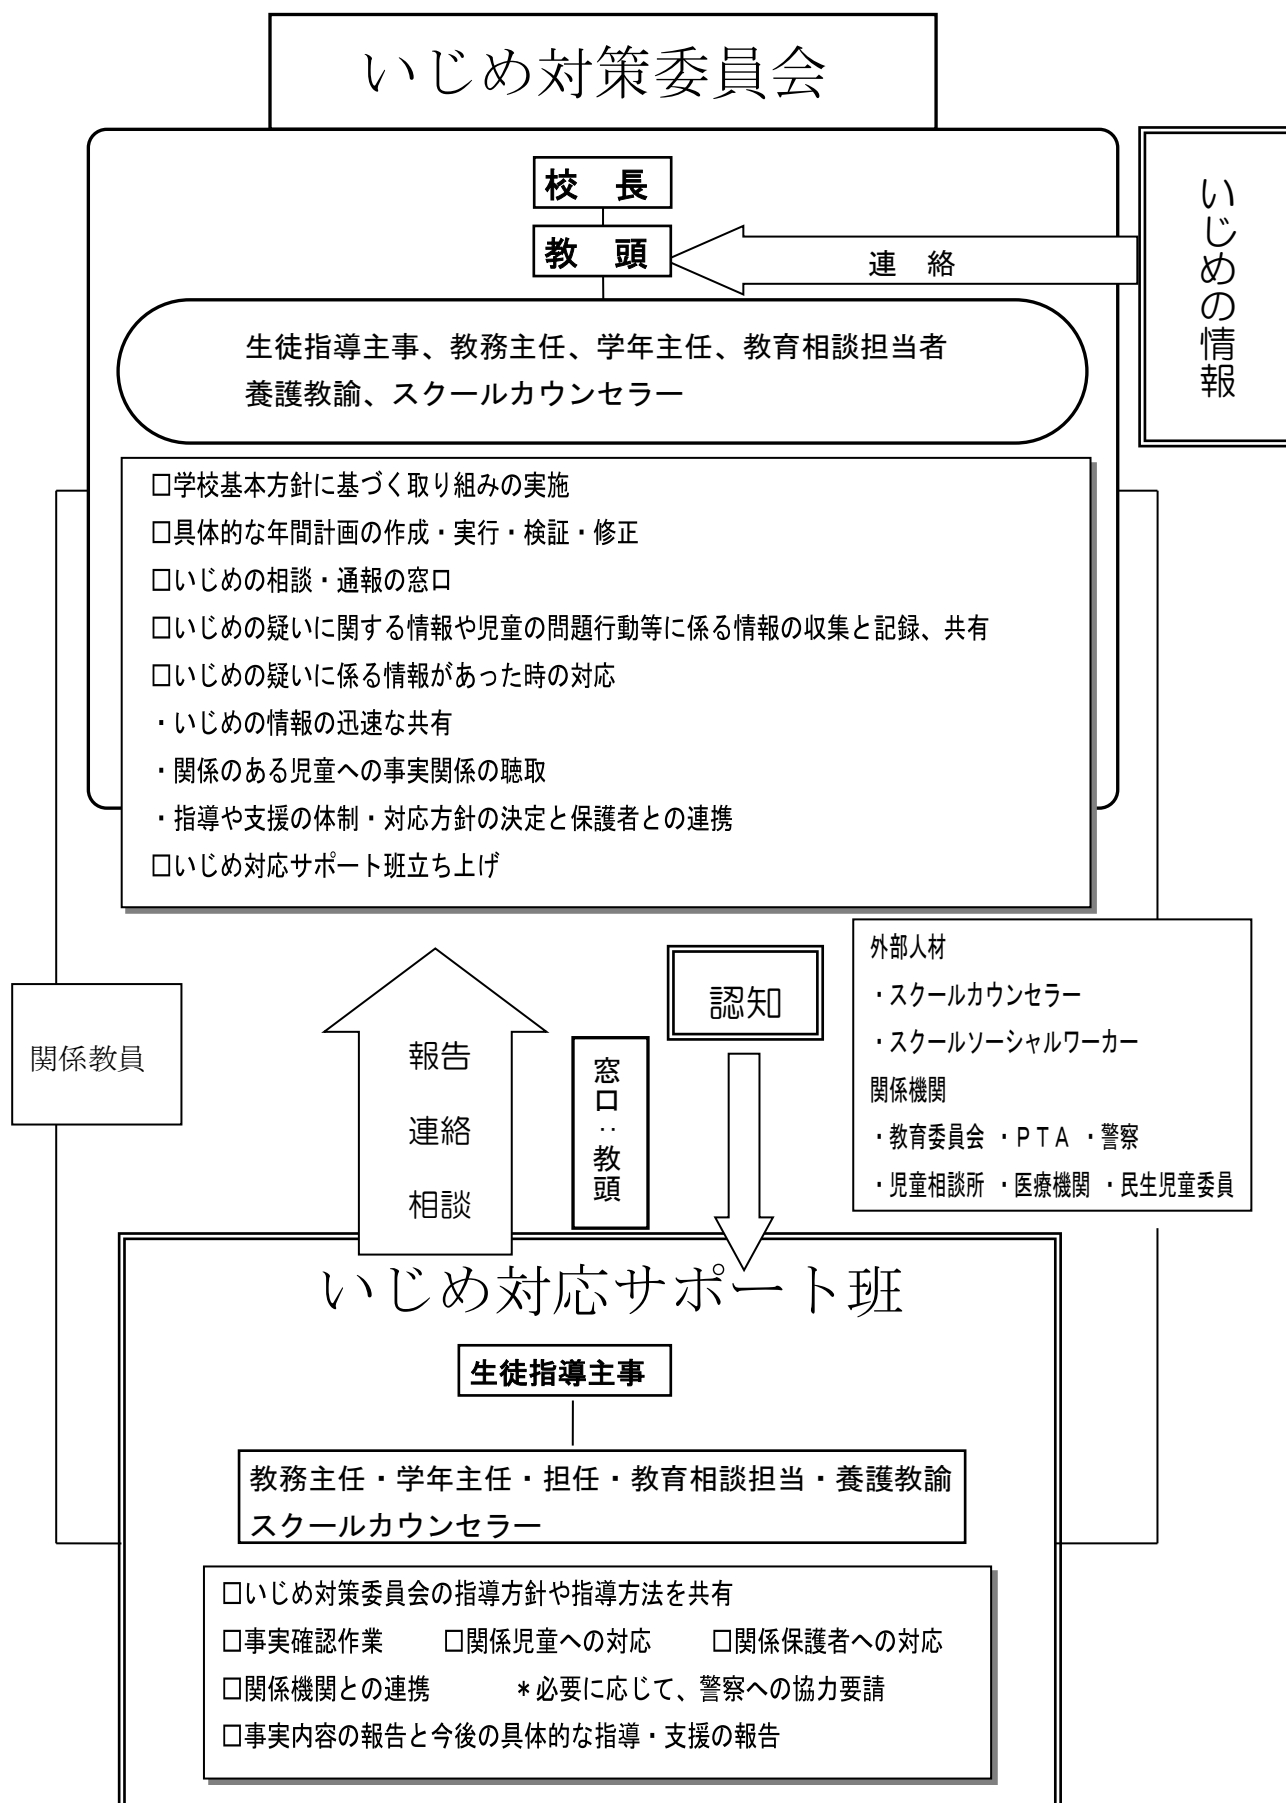 いじめ対策委員会
校　長
教　頭
連　絡
いじめの情報
生徒指導主事、教務主任、学年主任、教育相談担当者
養護教諭、スクールカウンセラー
□学校基本方針に基づく取り組みの実施
□具体的な年間計画の作成・実行・検証・修正
□いじめの相談・通報の窓口
□いじめの疑いに関する情報や児童の問題行動等に係る情報の収集と記録、共有
□いじめの疑いに係る情報があった時の対応
・いじめの情報の迅速な共有
・関係のある児童への事実関係の聴取
・指導や支援の体制・対応方針の決定と保護者との連携
□いじめ対応サポート班立ち上げ
関係教員
報告
連絡
相談
窓口：教頭
認知
外部人材
・スクールカウンセラー
・スクールソーシャルワーカー
関係機関
・教育委員会　・ＰＴＡ　・警察
・児童相談所　・医療機関　・民生児童委員
いじめ対応サポート班
生徒指導主事
教務主任・学年主任・担任・教育相談担当・養護教諭
スクールカウンセラー
□いじめ対策委員会の指導方針や指導方法を共有
□事実確認作業　　□関係児童への対応　　□関係保護者への対応
□関係機関との連携　　　＊必要に応じて、警察への協力要請
□事実内容の報告と今後の具体的な指導・支援の報告